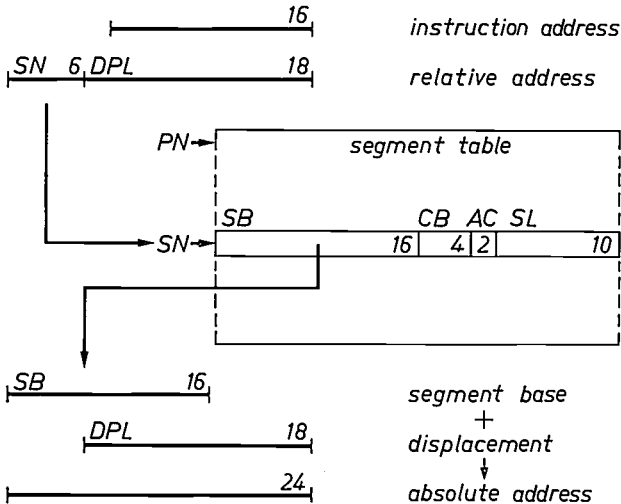 16 instruction address
SN 6 DPL 18 relative address
PN segment table
SB CB AC SL
SN 16 4 2 10
SB 16 segment base
+
DPL 18 displacement
24 absolute address